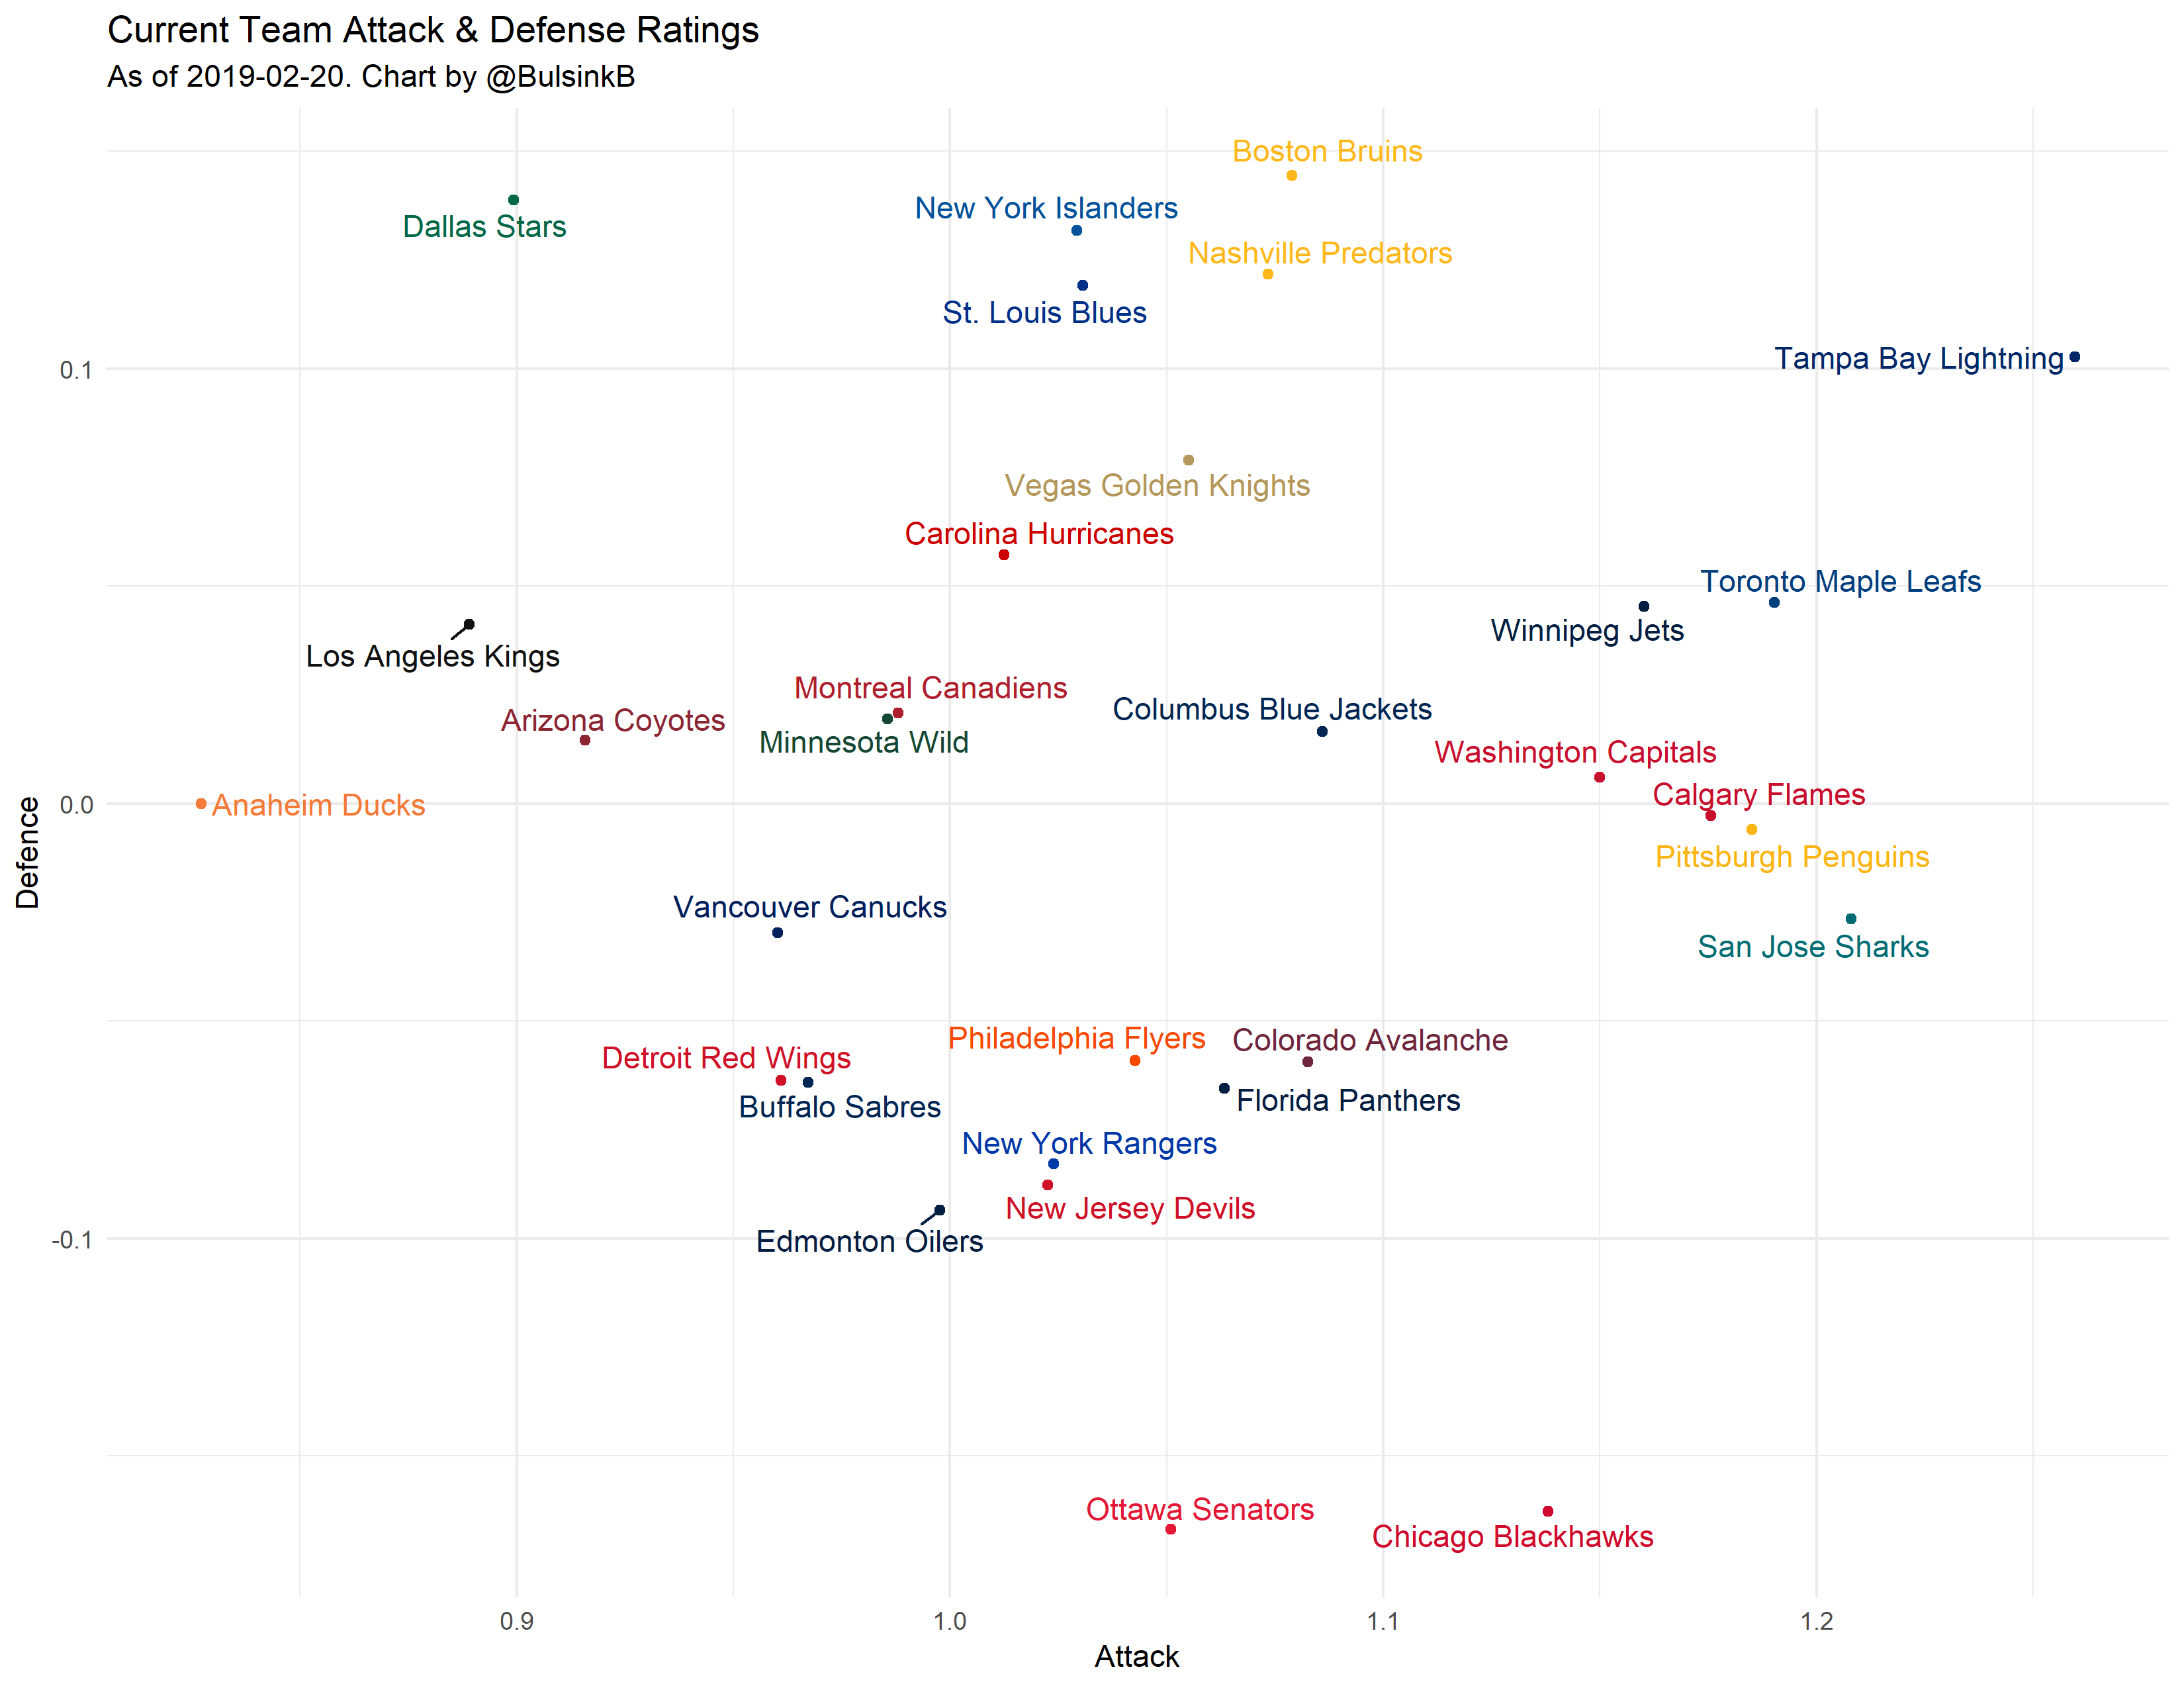 Current Team Attack & Defense Ratings
As of 2019-02-20. Chart by @BulsinkB
Boston Bruins
New York Islanders
Dallas Stars
Nashville Predators
St. Louis Blues
Tampa Bay Lightning
0.1
Vegas Golden Knights
Carolina Hurricanes
Toronto Maple Leafs
Winnipeg Jets
Los Angeles Kings
Montreal Canadiens
Columbus Blue Jackets
Arizona Coyotes
Minnesota Wild
Washington Capitals
Calgary Flames
0.0
Anaheim Ducks
Pittsburgh Penguins
Defence
Vancouver Canucks
San Jose Sharks
Philadelphia Flyers
Colorado Avalanche
Detroit Red Wings
Florida Panthers
Buffalo Sabres
New York Rangers
New Jersey Devils
-0.1
Edmonton Oilers
Ottawa Senators
Chicago Blackhawks
0.9
1.0
1.1
1.2
Attack